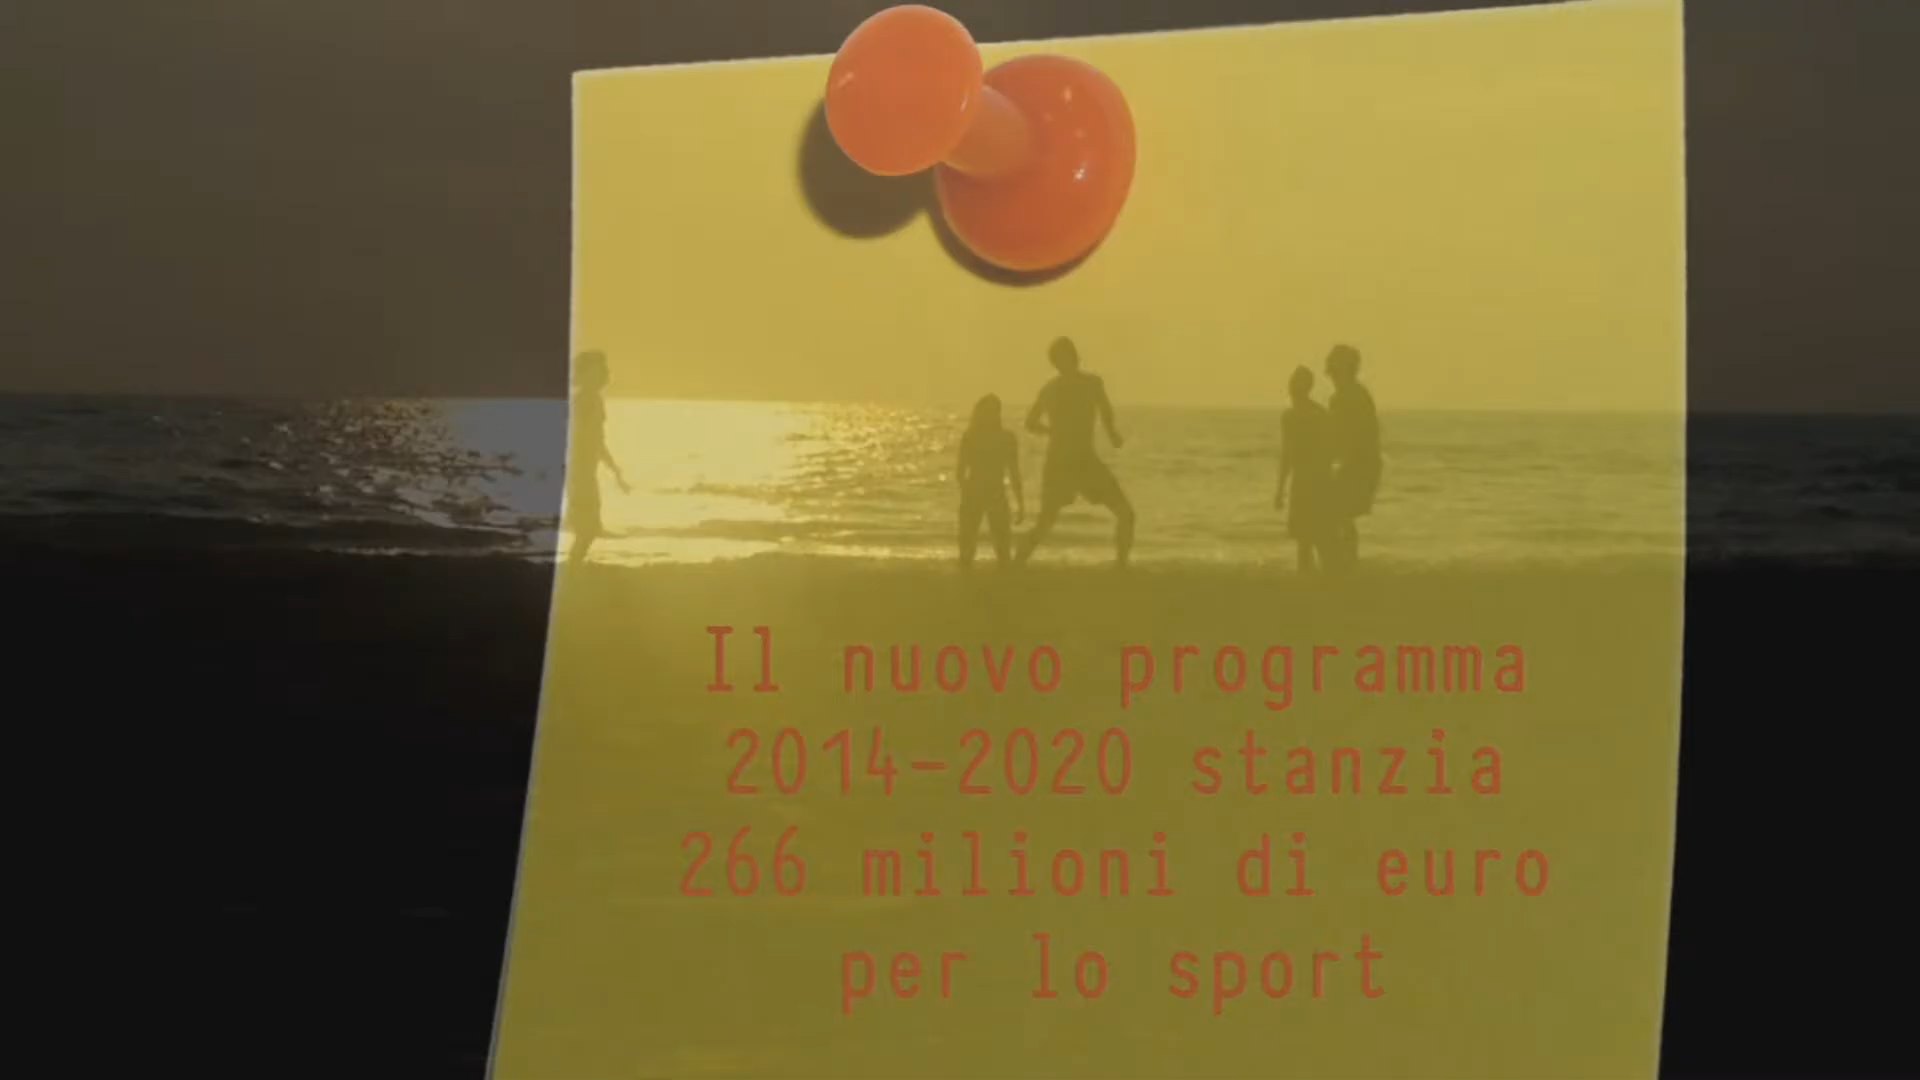 Il nuovo programma
2014-2020 stanzia
266 milioni di euro
per lo sport